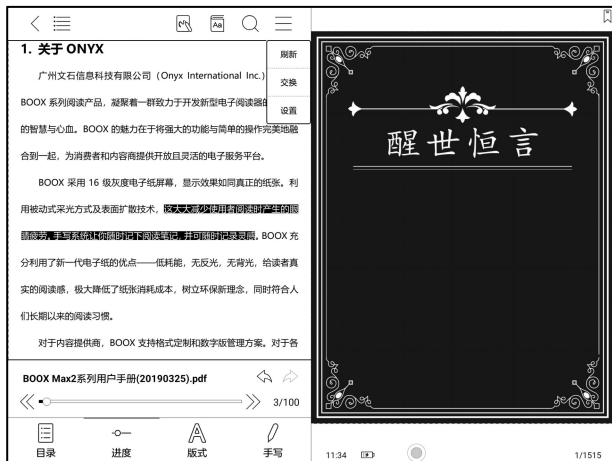 Aa
1. 关于 ONYX
刷新
交换
设置
广州文石信息科技有限公司（Onyx International Inc.）
BOOX 系列阅读产品，凝聚着一群致力于开发新型电子阅读器的
的智慧与心血。BOOX 的魅力在于将强大的功能与简单的操作完美地融
合到一起，为消费者和内容商提供开放且灵活的电子服务平台。
BOOX 采用 16 级灰度电子纸屏幕，显示效果如同真正的纸张。利
用被动式采光方式及表面扩散技术，这大大减少使用者阅读时产生的眼
睛疲劳。手写系统让你随时记下阅读笔记，并可随时记录灵感。BOOX 充
分利用了新一代电子纸的优点——低耗能，无反光，无背光，给读者真
实的阅读感，极大降低了纸张消耗成本，树立环保新理念，同时符合人
们长期以来的阅读习惯。
对于内容提供商，BOOX 支持格式定制和数字版管理方案。对于各
BOOX Max2系列用户手册(20190325).pdf
3/100
目录
进度
版式
手写
醒世恒言
11:34
1/1515